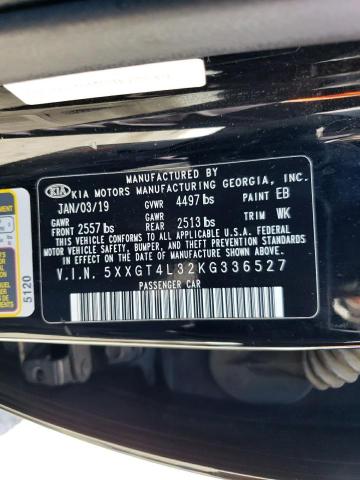 MANUFACTURED BY
KIA KIA MOTORS MANUFACTURING GEORGIA, INC.
JAN/03/19 GVWR 4497 lbs PAINT EB
GAWR FRONT 2557 lbs GAWR REAR 2513 lbs TRIM WK
THIS VEHICLE CONFORMS TO ALL APPLICABLE U.S.A. FEDERAL
MOTOR VEHICLE SAFETY, BUMPER, AND THEFT PREVENTION
STANDARDS IN EFFECT ON THE DATE OF MANUFACTURE SHOWN ABOVE.
V.I.N. 5XXGT4L32KG336527
PASSENGER CAR
5120